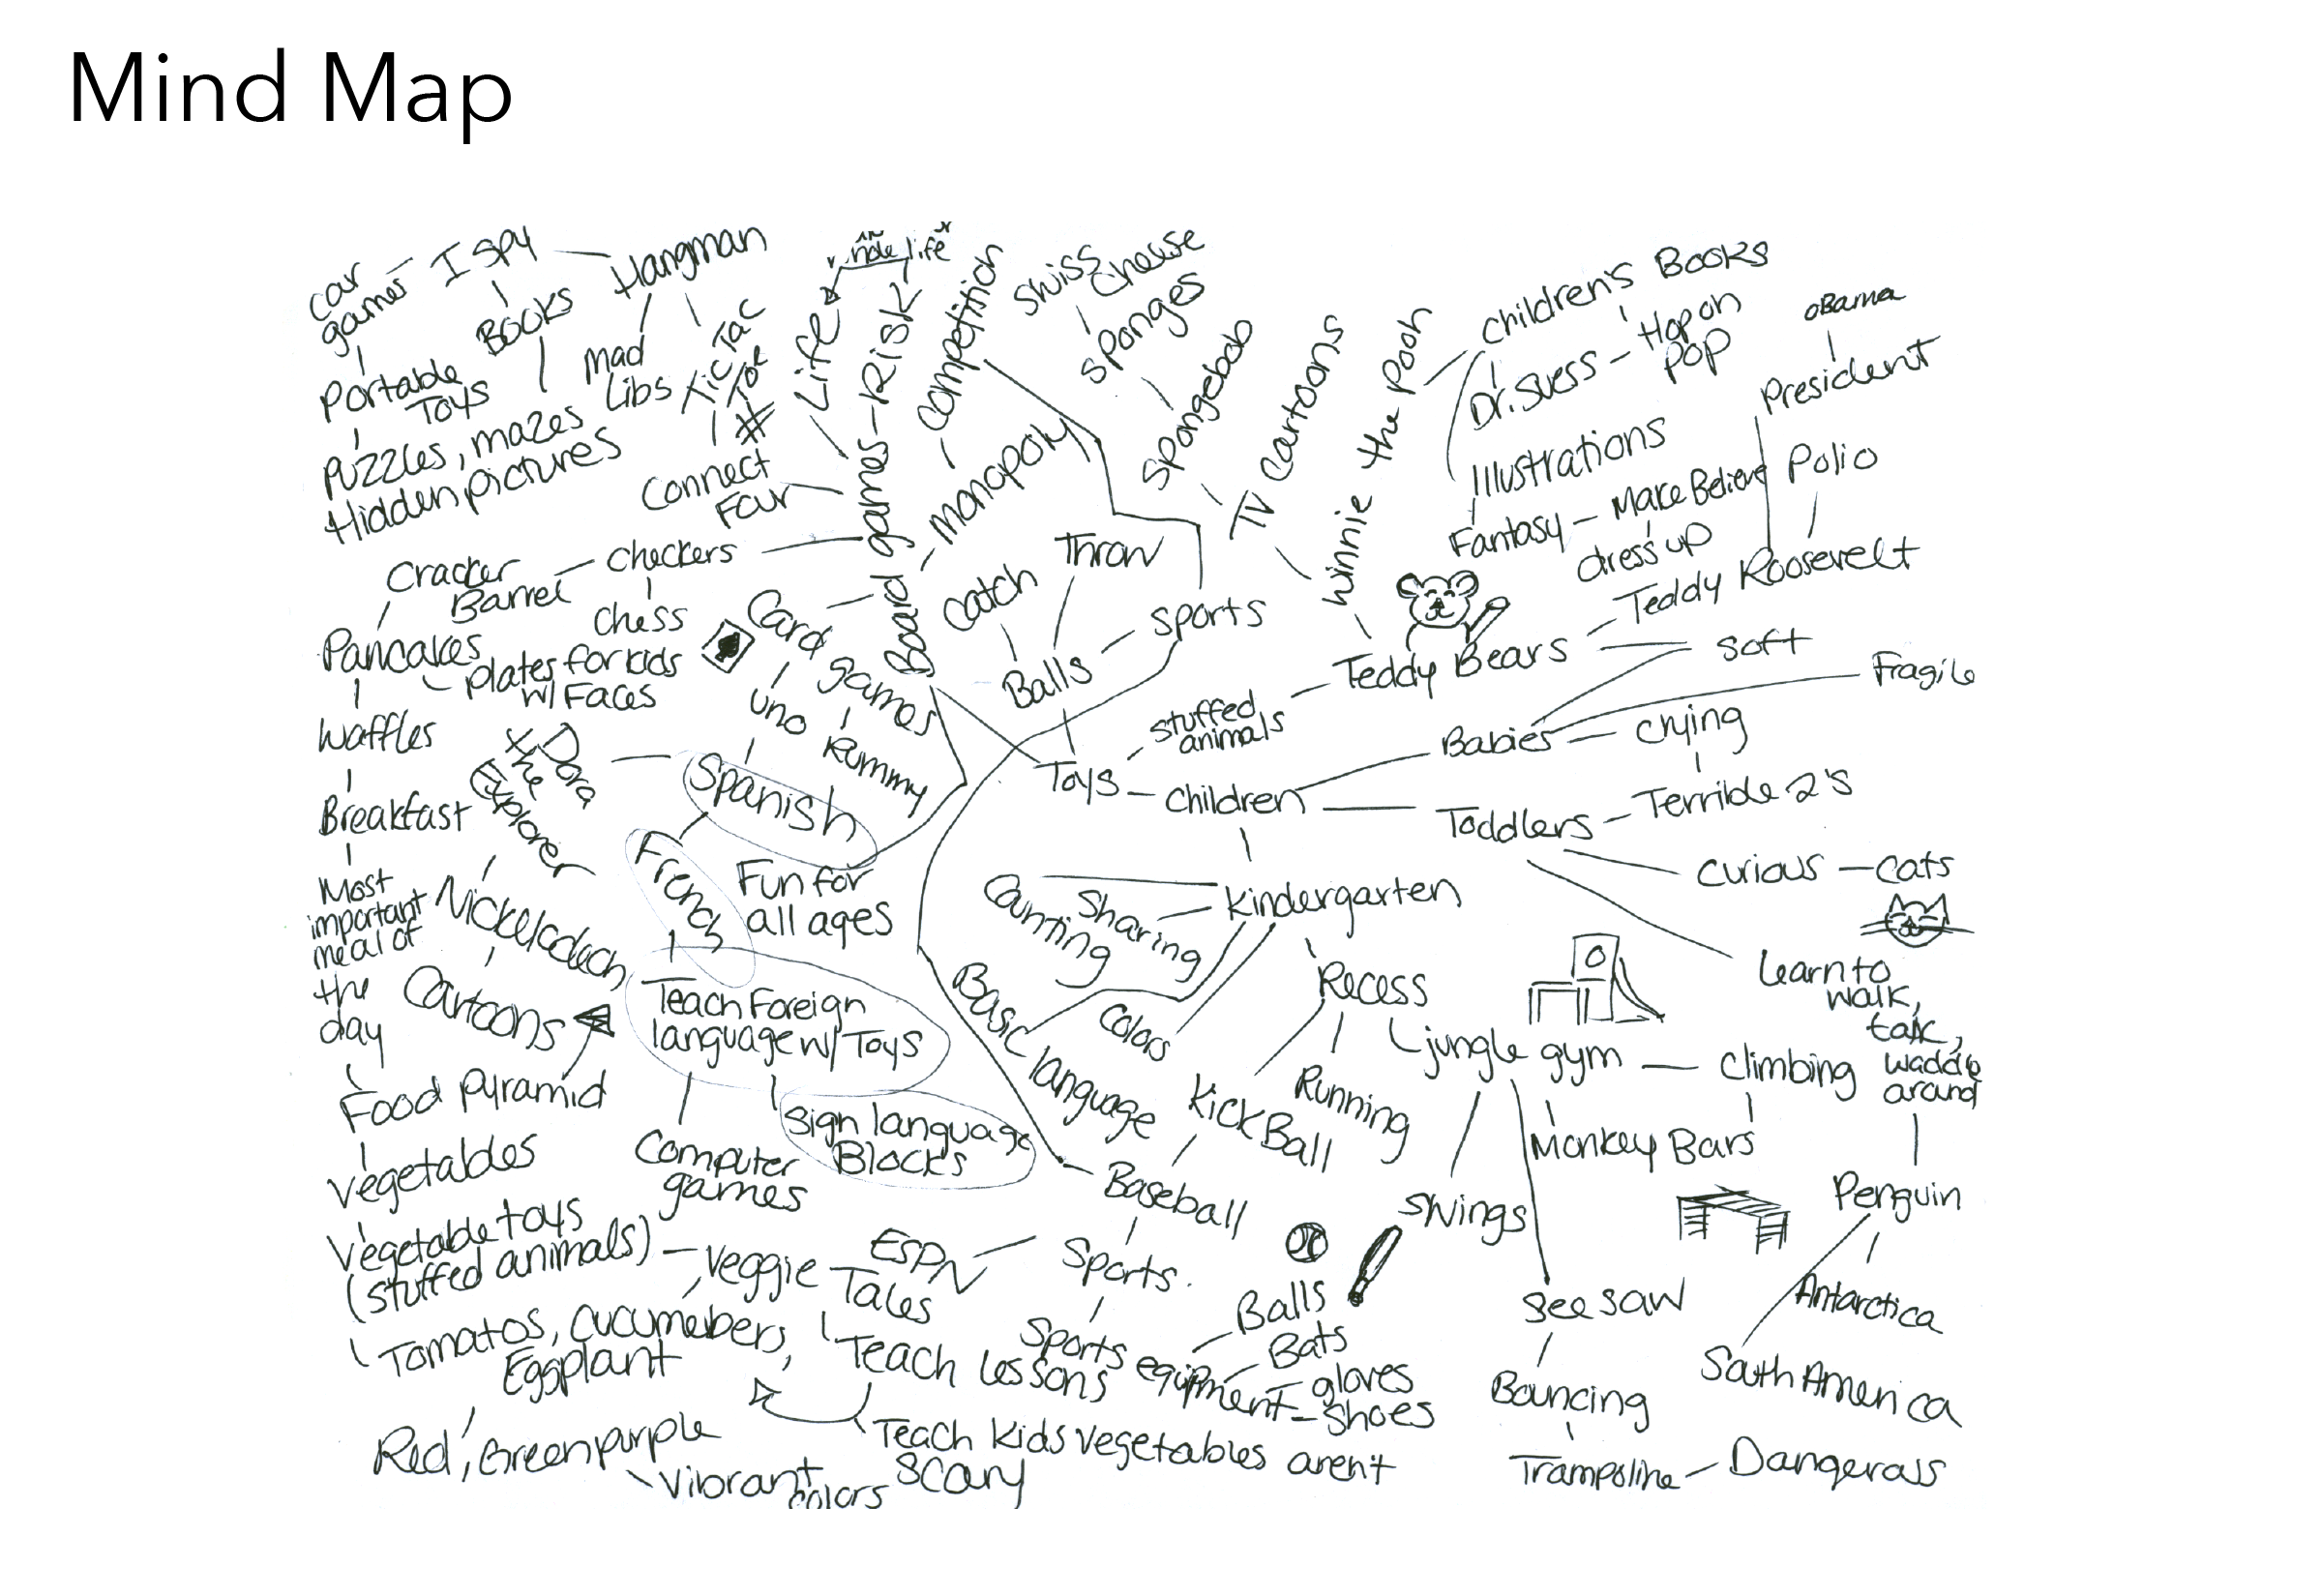 Mind Map
car
games
I spy
Hangman
Books
Portable
Toys
Mad
Libs
Tic Tac
Toe
#
Puzzles, mazes
Hidden pictures
Connect
Four
whole life
Life
Risk
Competition
Swiss
Cheese
Sponges
Spongebob
TV Cartoons
Winnie the Pooh
Children's Books
Dr. Suess
Hop on
Pop
Illustrations
Fantasy
Make Believe
dress up
oBama
President
Polio
Teddy Roosevelt
Cracker
Barrel
Checkers
Chess
Pancakes
plates for kids
w/ Faces
Waffles
Breakfast
Most
important
meal of
the
day
Board games
Monopoly
Throw
Catch
Sports
Balls
Card games
Uno
Rummy
Teddy Bears
Soft
Fragile
stuffed
animals
Babies
Crying
Toys
Children
Toddlers
Terrible 2's
Curious
Cats
Learn to
walk,
talk,
waddle
around
Dora
the
Explorer
Spanish
French
Fun for
all ages
Nickelodeon
Cartoons
Teach Foreign
language w/ Toys
Kindergarten
Counting
Sharing
Colors
Basic language
Recess
jungle gym
Climbing
Kick Ball
Running
Monkey Bars
Swings
See saw
Bouncing
Trampoline
Dangerous
Penguin
Antarctica
South America
Food Pyramid
Vegetables
Computer
games
Sign language
Blocks
Baseball
Vegetable toys
(stuffed animals)
Veggie
Tales
ESPN
Sports
Sports
equipment
Balls
Bats
gloves
Shoes
Tomatos, cucumebers,
Eggplant
Teach lessons
Red, Green purple
Vibrant
colors
Teach kids vegetables aren't
scary